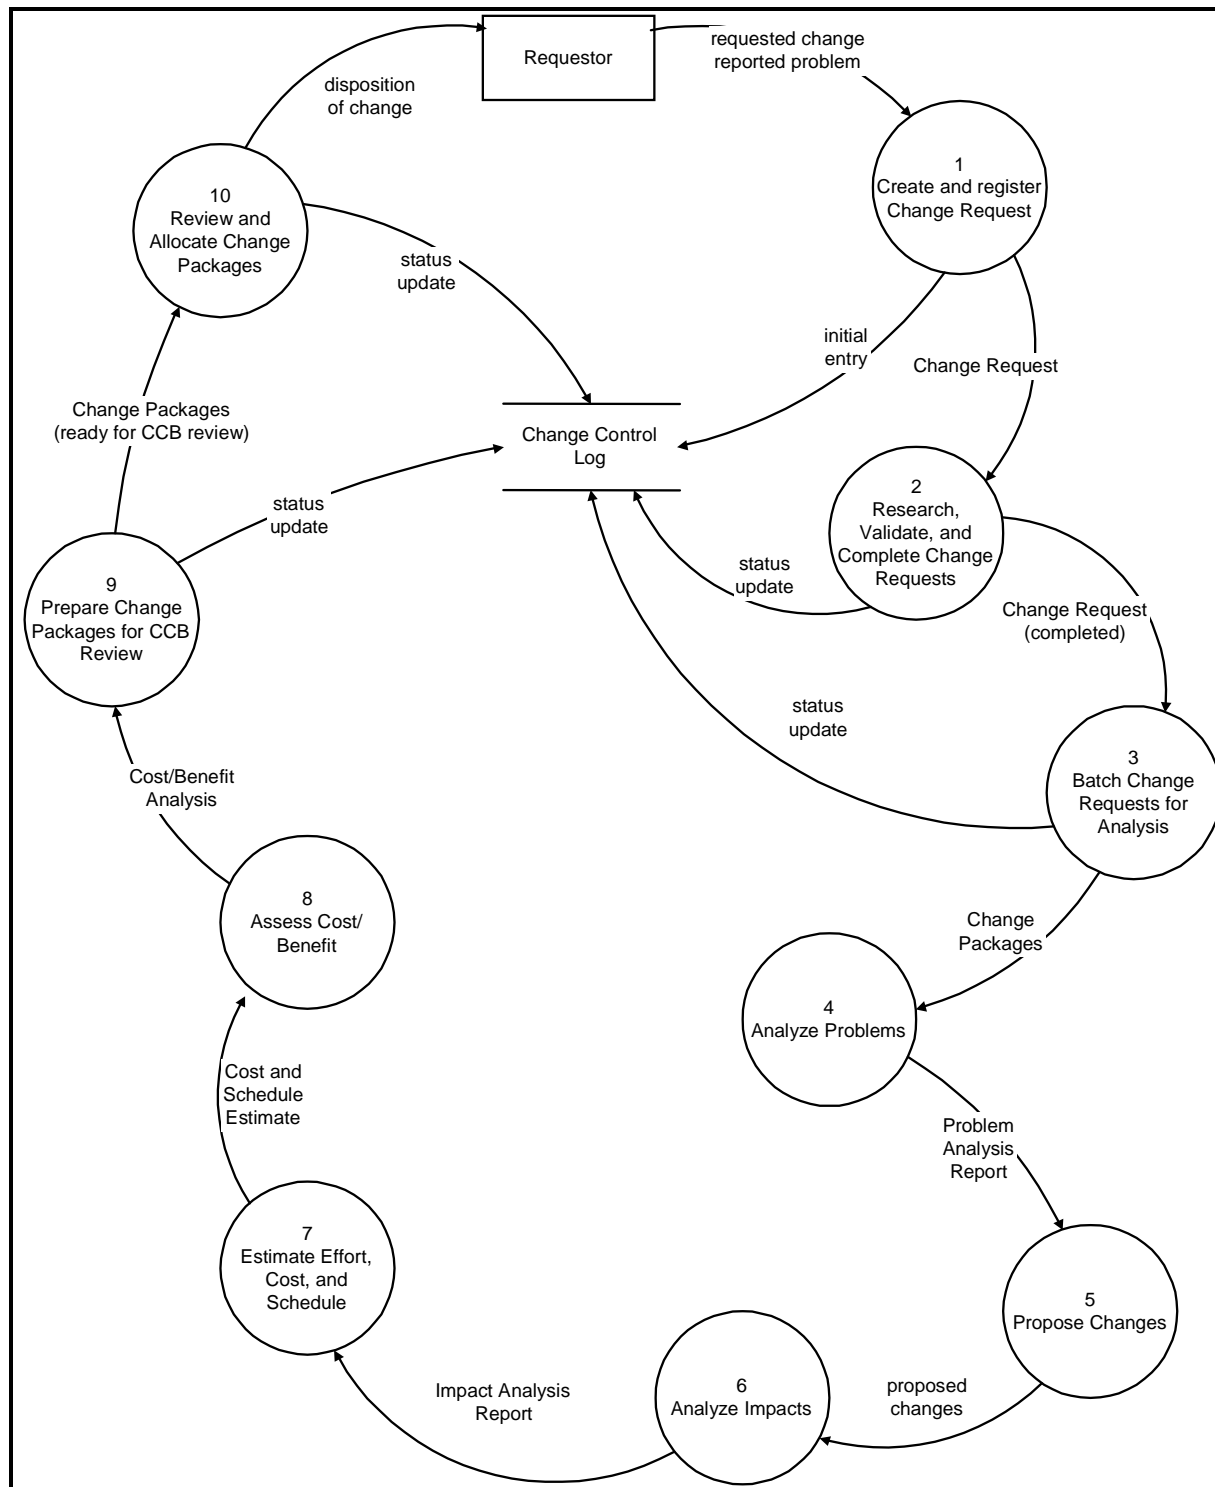 Requestor
requested change
reported problem
disposition
of change
1
Create and register
Change Request
10
Review and
Allocate Change
Packages
status
update
initial
entry
Change Request
Change Packages
(ready for CCB review)
Change Control
Log
2
Research,
Validate, and
Complete Change
Requests
status
update
status
update
9
Prepare Change
Packages for CCB
Review
Change Request
(completed)
status
update
3
Batch Change
Requests for
Analysis
Cost/Benefit
Analysis
8
Assess Cost/
Benefit
Change
Packages
4
Analyze Problems
Cost and
Schedule
Estimate
Problem
Analysis
Report
7
Estimate Effort,
Cost, and
Schedule
5
Propose Changes
6
Analyze Impacts
proposed
changes
Impact Analysis
Report